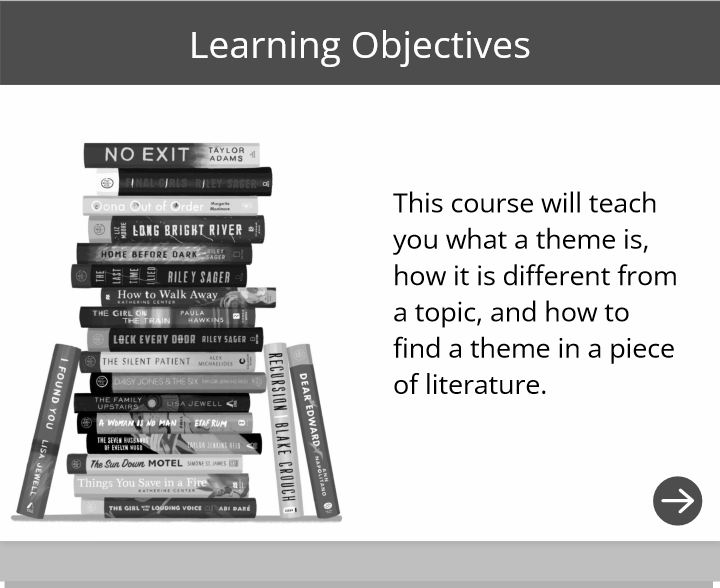 Learning Objectives
NO EXIT TAYLOR ADAMS
FINAL GIRLS RILEY SAGER
Oona Out of Order Margarita Montimore
LIZ MOORE LONG BRIGHT RIVER
HOME BEFORE DARK RILEY SAGER
THE LAST TIME I LIED RILEY SAGER
How to Walk Away
KATHERINE CENTER
THE GIRL ON THE TRAIN PAULA HAWKINS
LOCK EVERY DOOR RILEY SAGER
THE SILENT PATIENT ALEX MICHAELIDES
DAISY JONES & THE SIX TAYLOR JENKINS REID
THE FAMILY UPSTAIRS LISA JEWELL
A WOMAN IS NO MAN ETAF RUM
THE SEVEN HUSBANDS OF EVELYN HUGO TAYLOR JENKINS REID
The Sun Down MOTEL SIMONE ST. JAMES
Things You Save in a Fire
KATHERINE CENTER
THE GIRL WITH THE LOUDING VOICE ABI DARÉ
I FOUND YOU LISA JEWELL
RECURSION BLAKE CROUCH
DEAR EDWARD ANN NAPOLITANO
This course will teach
you what a theme is,
how it is different from
a topic, and how to
find a theme in a piece
of literature.